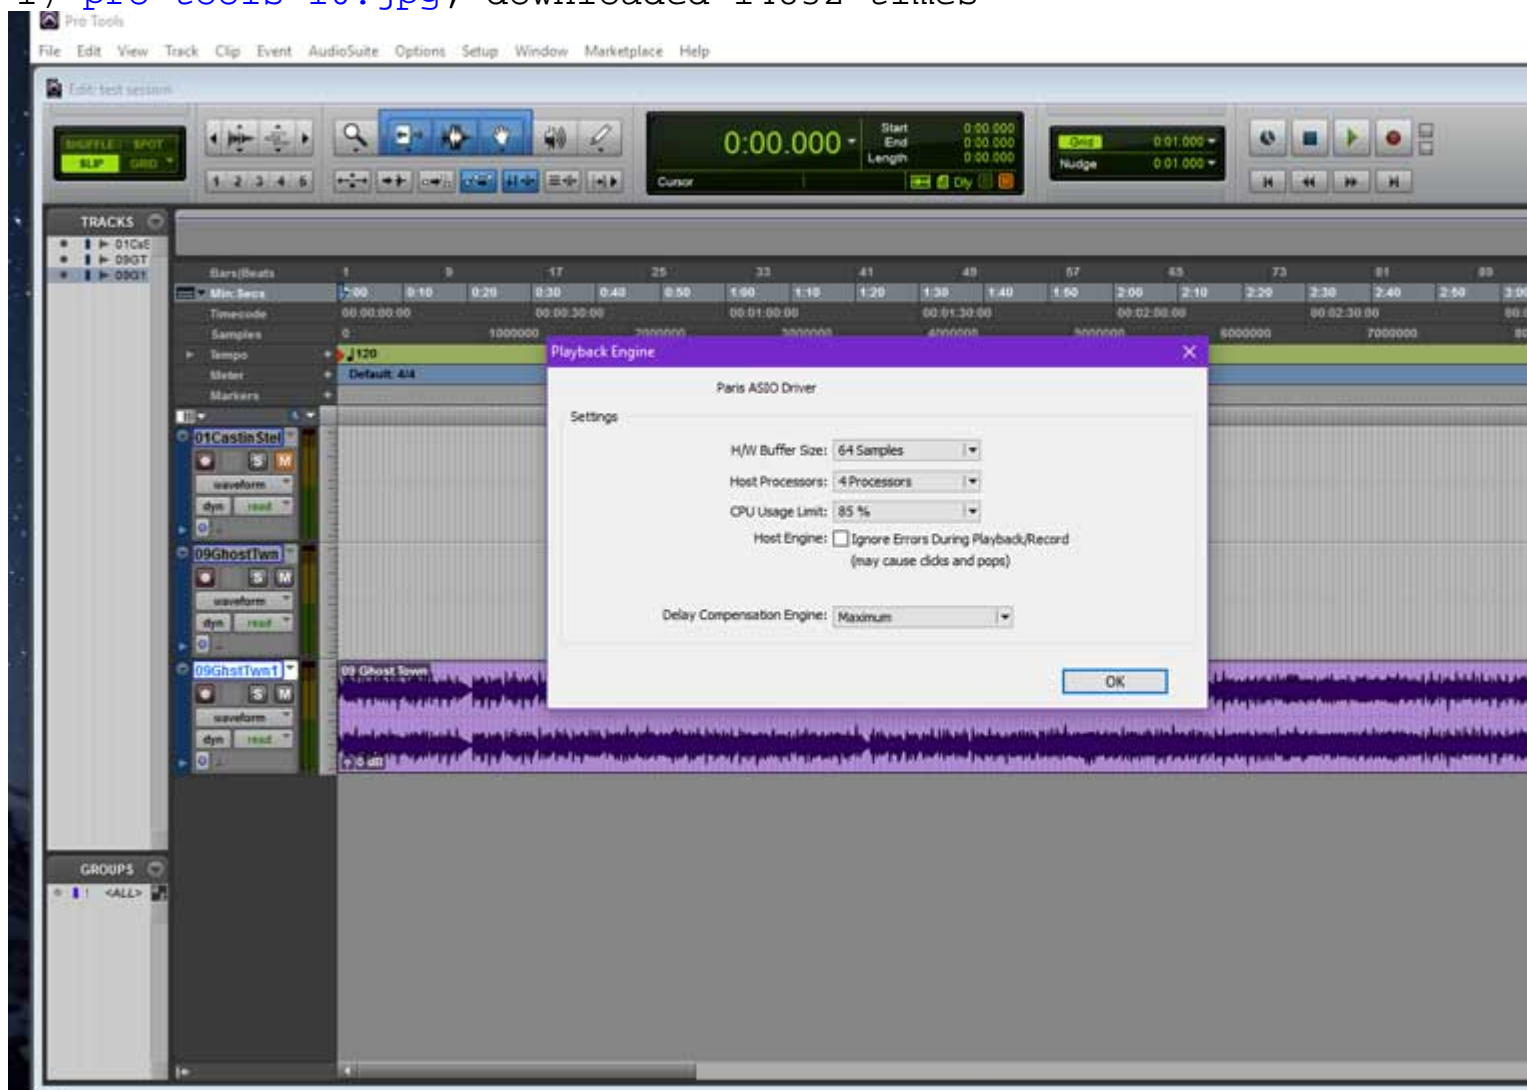 Pro Tools
File Edit View Track Clip Event AudioSuite Options Setup Window Marketplace Help
Edit: test session
SHUFFLE SPOT
SLIP GRID
1 2 3 4 5
0:00.000
Start 0:00.000
End 0:00.000
Length 0:00.000
Cursor
Dly
Grid 0:01.000
Nudge 0:01.000
TRACKS
01CsS
09GT
09GT
Bars|Beats 1 9 17 25 33 41 49 57 65 73 81 89
Min:Secs 0:00 0:10 0:20 0:30 0:40 0:50 1:00 1:10 1:20 1:30 1:40 1:50 2:00 2:10 2:20 2:30 2:40 2:50 3:00
Timecode 00:00:00:00 00:00:30:00 00:01:00:00 00:01:30:00 00:02:00:00 00:02:30:00
Samples 0 1000000 2000000 3000000 4000000 5000000 6000000 7000000
Tempo 120
Meter Default: 4/4
Markers
Playback Engine
Paris ASIO Driver
Settings
H/W Buffer Size: 64 Samples
Host Processors: 4 Processors
CPU Usage Limit: 85 %
Host Engine: Ignore Errors During Playback/Record
(may cause clicks and pops)
Delay Compensation Engine: Maximum
OK
01CastinStel
S M
waveform
dyn read
09GhostTwn
S M
waveform
dyn read
09GhstTwn1
S M
waveform
dyn read
09 Ghost Town
0 dB
GROUPS
! <ALL>